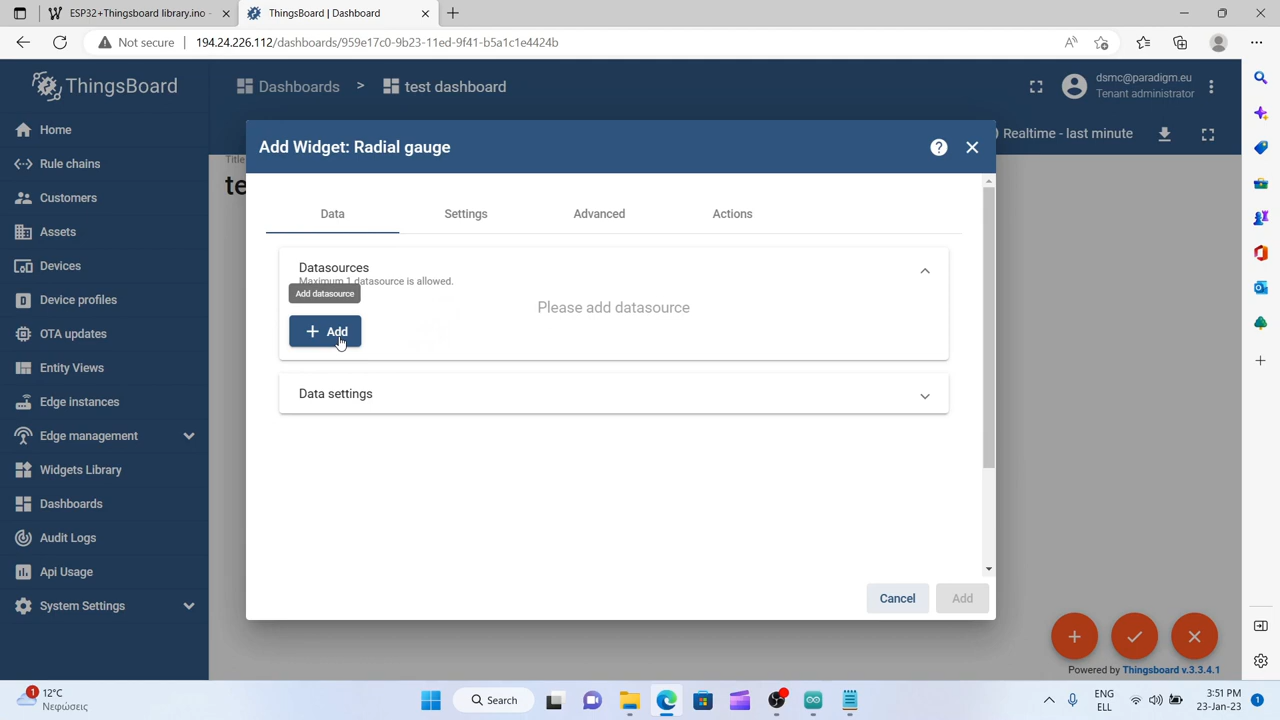 ESP32+Thingsboard library.ino -
ThingsBoard | Dashboard
Not secure
194.24.226.112/dashboards/959e17c0-9b23-11ed-9f41-b5a1c1e4424b
ThingsBoard
Dashboards > test dashboard
dsmc@paradigm.eu
Tenant administrator
Home
Rule chains
Customers
Assets
Devices
Device profiles
OTA updates
Entity Views
Edge instances
Edge management
Widgets Library
Dashboards
Audit Logs
Api Usage
System Settings
Realtime - last minute
Title
te
Add Widget: Radial gauge
Data
Settings
Advanced
Actions
Datasources
Maximum 1 datasource is allowed.
Add datasource
Please add datasource
+ Add
Data settings
Cancel
Add
Powered by Thingsboard v.3.3.4.1
1
12°C
Νεφώσεις
Search
ENG
ELL
3:51 PM
23-Jan-23
1